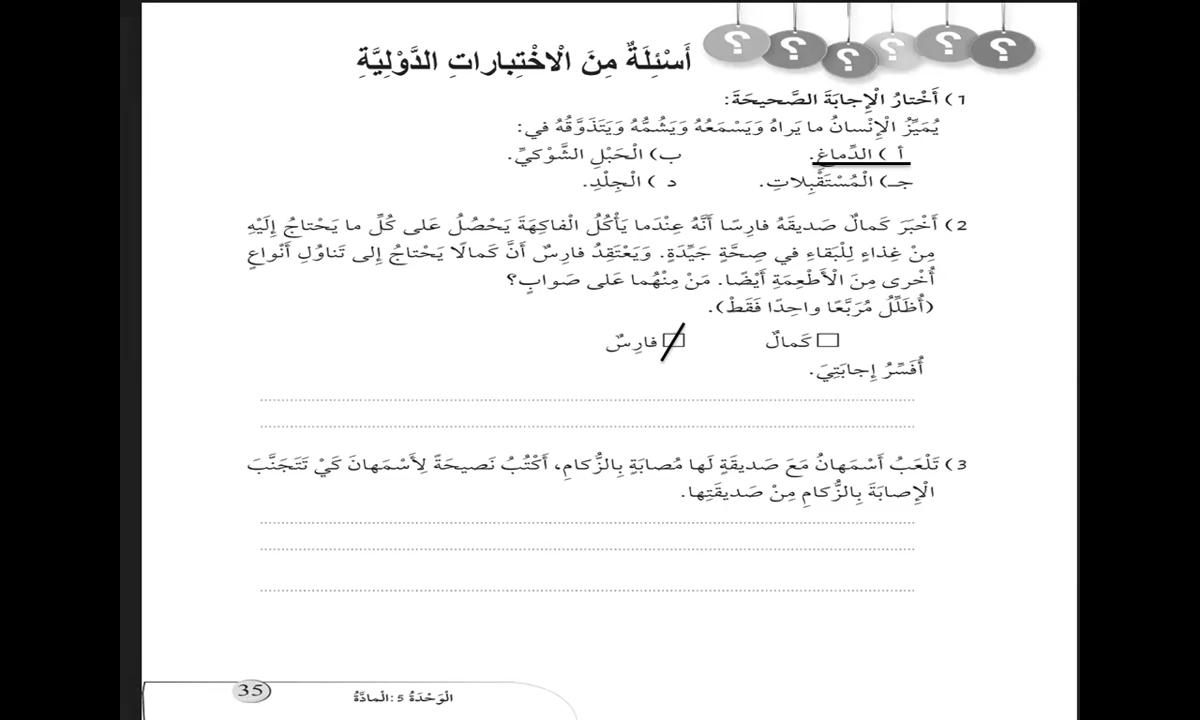 ؟ ؟ ؟ ؟ ؟ ؟
أَسْئِلَةٌ مِنَ الْاخْتِباراتِ الدَّوْلِيَّةِ
1) أَخْتارُ الْإِجابَةَ الصَّحيحَةَ:
يُمَيِّزُ الْإِنْسانُ ما يَراهُ وَيَسْمَعُهُ وَيَشُمُّهُ وَيَتَذَوَّقُهُ في:
أ ) الدِّماغِ. ب) الْحَبْلِ الشَّوْكيِّ.
جـ) الْمُسْتَقْبِلاتِ. د ) الْجِلْدِ.
2) أَخْبَرَ كَمالٌ صَديقَهُ فارِسًا أَنَّهُ عِنْدَما يَأْكُلُ الْفاكِهَةَ يَحْصُلُ عَلى كُلِّ ما يَحْتاجُ إِلَيْهِ
مِنْ غِذاءٍ لِلْبَقاءِ في صِحَّةٍ جَيِّدَةٍ. وَيَعْتَقِدُ فارِسٌ أَنَّ كَمالًا يَحْتاجُ إِلى تَناوُلِ أَنْواعٍ
أُخْرى مِنَ الْأَطْعِمَةِ أَيْضًا. مَنْ مِنْهُما عَلى صَوابٍ؟
(أُظَلِّلُ مُرَبَّعًا واحِدًا فَقَطْ).
كَمالٌ فارِسٌ
أُفَسِّرُ إِجابَتِيَ.
3) تَلْعَبُ أَسْمَهانُ مَعَ صَديقَةٍ لَها مُصابَةٍ بِالزُّكامِ، أَكْتُبُ نَصيحَةً لِأَسْمَهانَ كَيْ تَتَجَنَّبَ
الْإِصابَةَ بِالزُّكامِ مِنْ صَديقَتِها.
الْوَحْدَةُ 5 :الْمادَّةُ
35